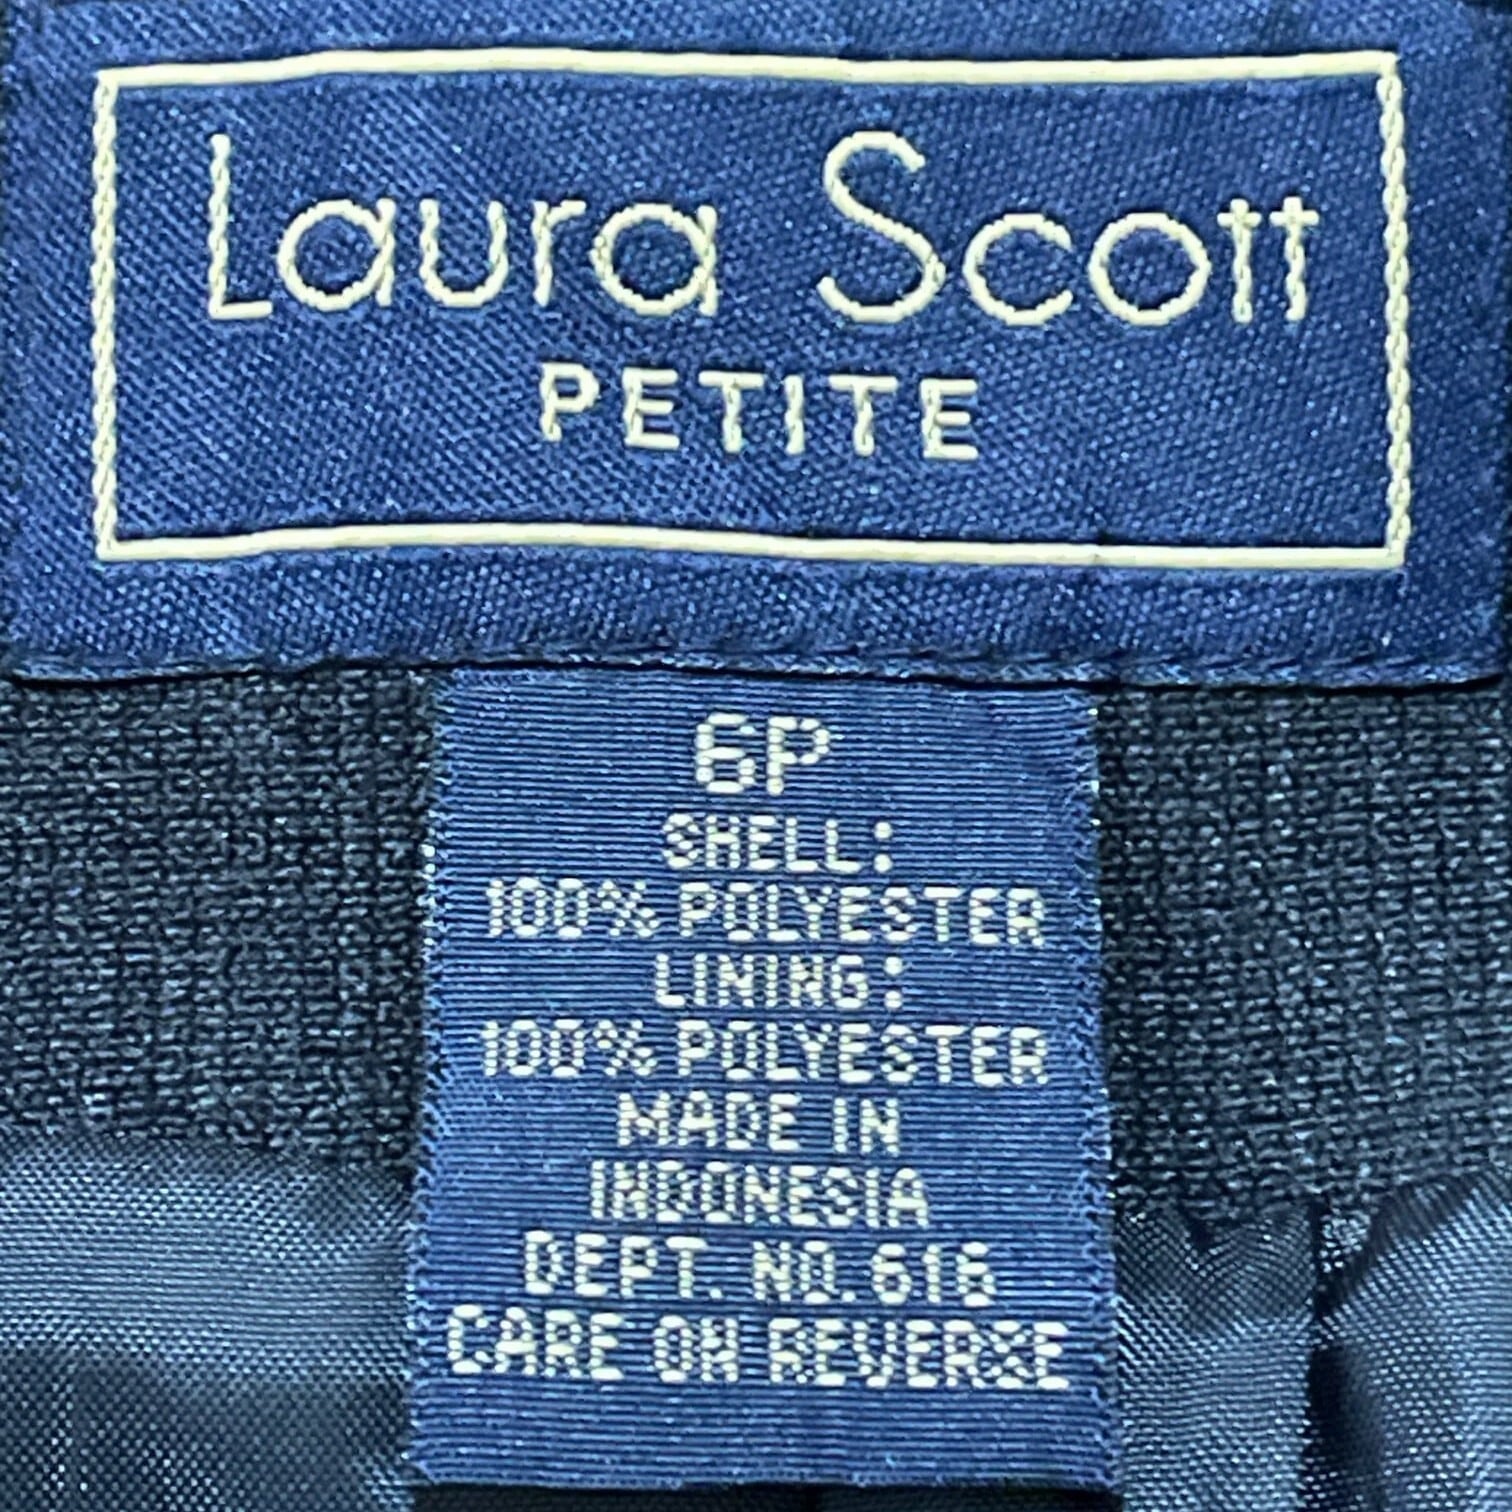 Laura Scott
PETITE
6P
SHELL:
100% POLYESTER
LINING:
100% POLYESTER
MADE IN
INDONESIA
DEPT. NO. 616
CARE ON REVERSE